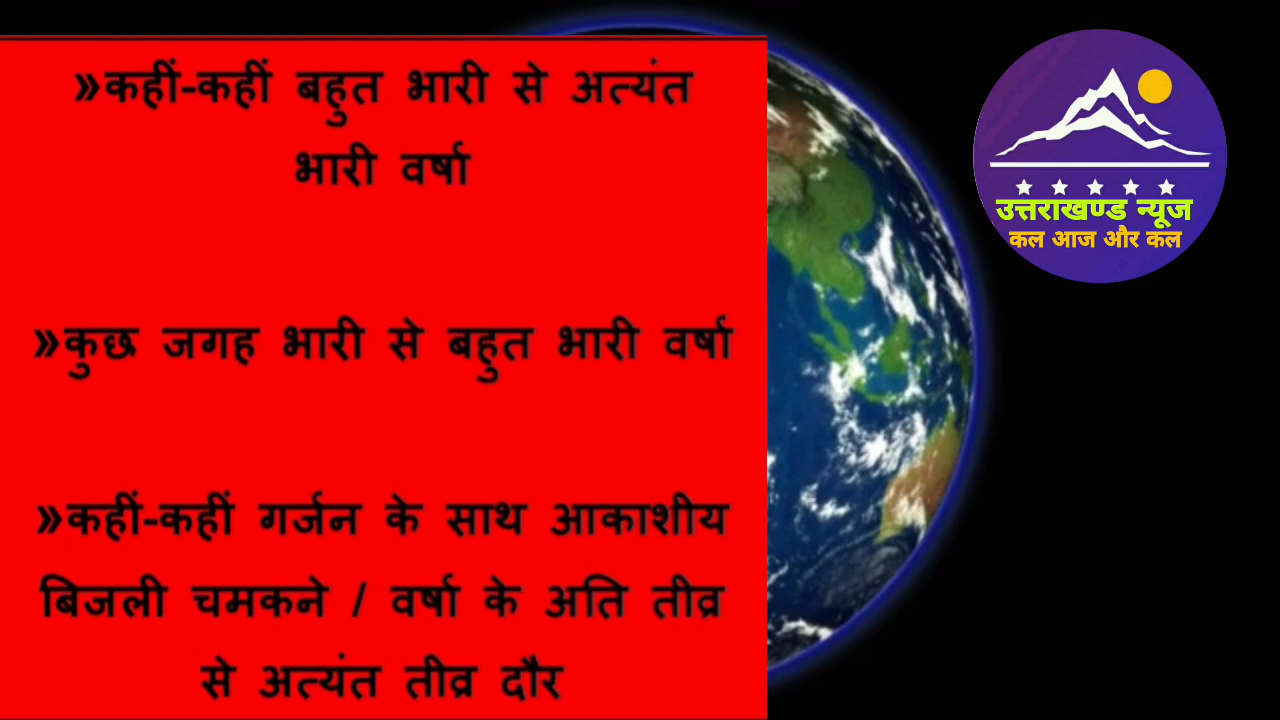 »कहीं-कहीं बहुत भारी से अत्यंत
भारी वर्षा
»कुछ जगह भारी से बहुत भारी वर्षा
»कहीं-कहीं गर्जन के साथ आकाशीय
बिजली चमकने / वर्षा के अति तीव्र
से अत्यंत तीव्र दौर
उत्तराखण्ड न्यूज
कल आज और कल